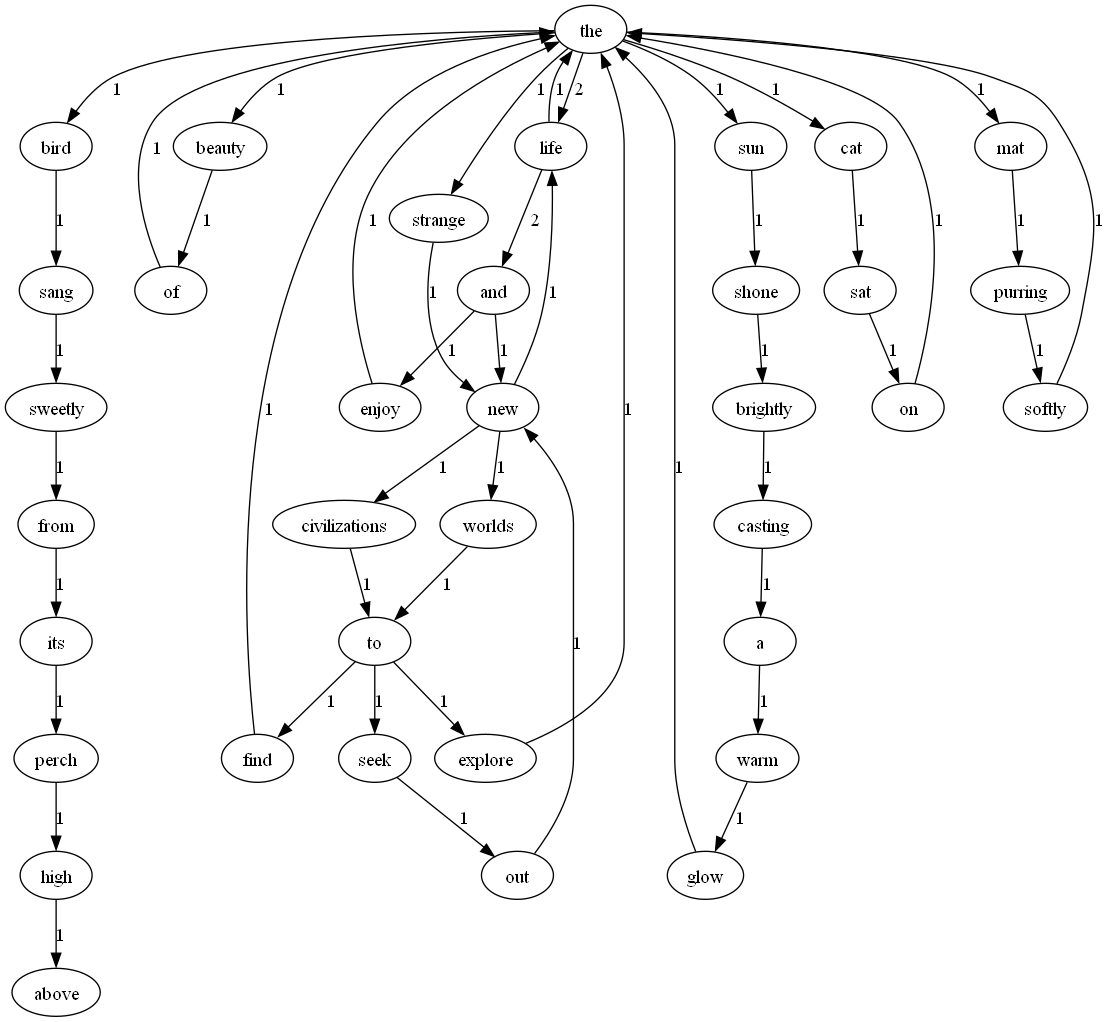 the
1 1 1 1 2 1 1 1
bird beauty life sun cat mat
1
strange
1 1 2 1 1 1
sang of and shone sat purring
1 1 1
1 1 1 1 1 1 1
sweetly enjoy new brightly on softly
1 1
1 1 1 1 1
from civilizations worlds casting
1 1 1 1
its to a
1
1 1 1 1 1
perch find seek explore warm
1 1 1
high out glow
1
above